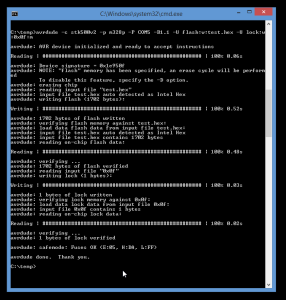 C:\Windows\system32\cmd.exe
C:\temp>avrdude -c stk500v2 -p m328p -P COM5 -B1.1 -U flash:w:test.hex -U lock:w
:0x0f:m
avrdude: AVR device initialized and ready to accept instructions
Reading | ################################################## | 100% 0.06s
avrdude: Device signature = 0x1e950f
avrdude: NOTE: "flash" memory has been specified, an erase cycle will be perform
ed
To disable this feature, specify the -D option.
avrdude: erasing chip
avrdude: reading input file "test.hex"
avrdude: input file test.hex auto detected as Intel Hex
avrdude: writing flash (1702 bytes):
Writing | ################################################## | 100% 0.52s
avrdude: 1702 bytes of flash written
avrdude: verifying flash memory against test.hex:
avrdude: load data flash data from input file test.hex:
avrdude: input file test.hex auto detected as Intel Hex
avrdude: input file test.hex contains 1702 bytes
avrdude: reading on-chip flash data:
Reading | ################################################## | 100% 0.48s
avrdude: verifying ...
avrdude: 1702 bytes of flash verified
avrdude: reading input file "0x0f"
avrdude: writing lock (1 bytes):
Writing | ################################################## | 100% 0.03s
avrdude: 1 bytes of lock written
avrdude: verifying lock memory against 0x0f:
avrdude: load data lock data from input file 0x0f:
avrdude: input file 0x0f contains 1 bytes
avrdude: reading on-chip lock data:
Reading | ################################################## | 100% 0.02s
avrdude: verifying ...
avrdude: 1 bytes of lock verified
avrdude: safemode: Fuses OK (E:05, H:DA, L:FF)
avrdude done. Thank you.
C:\temp>